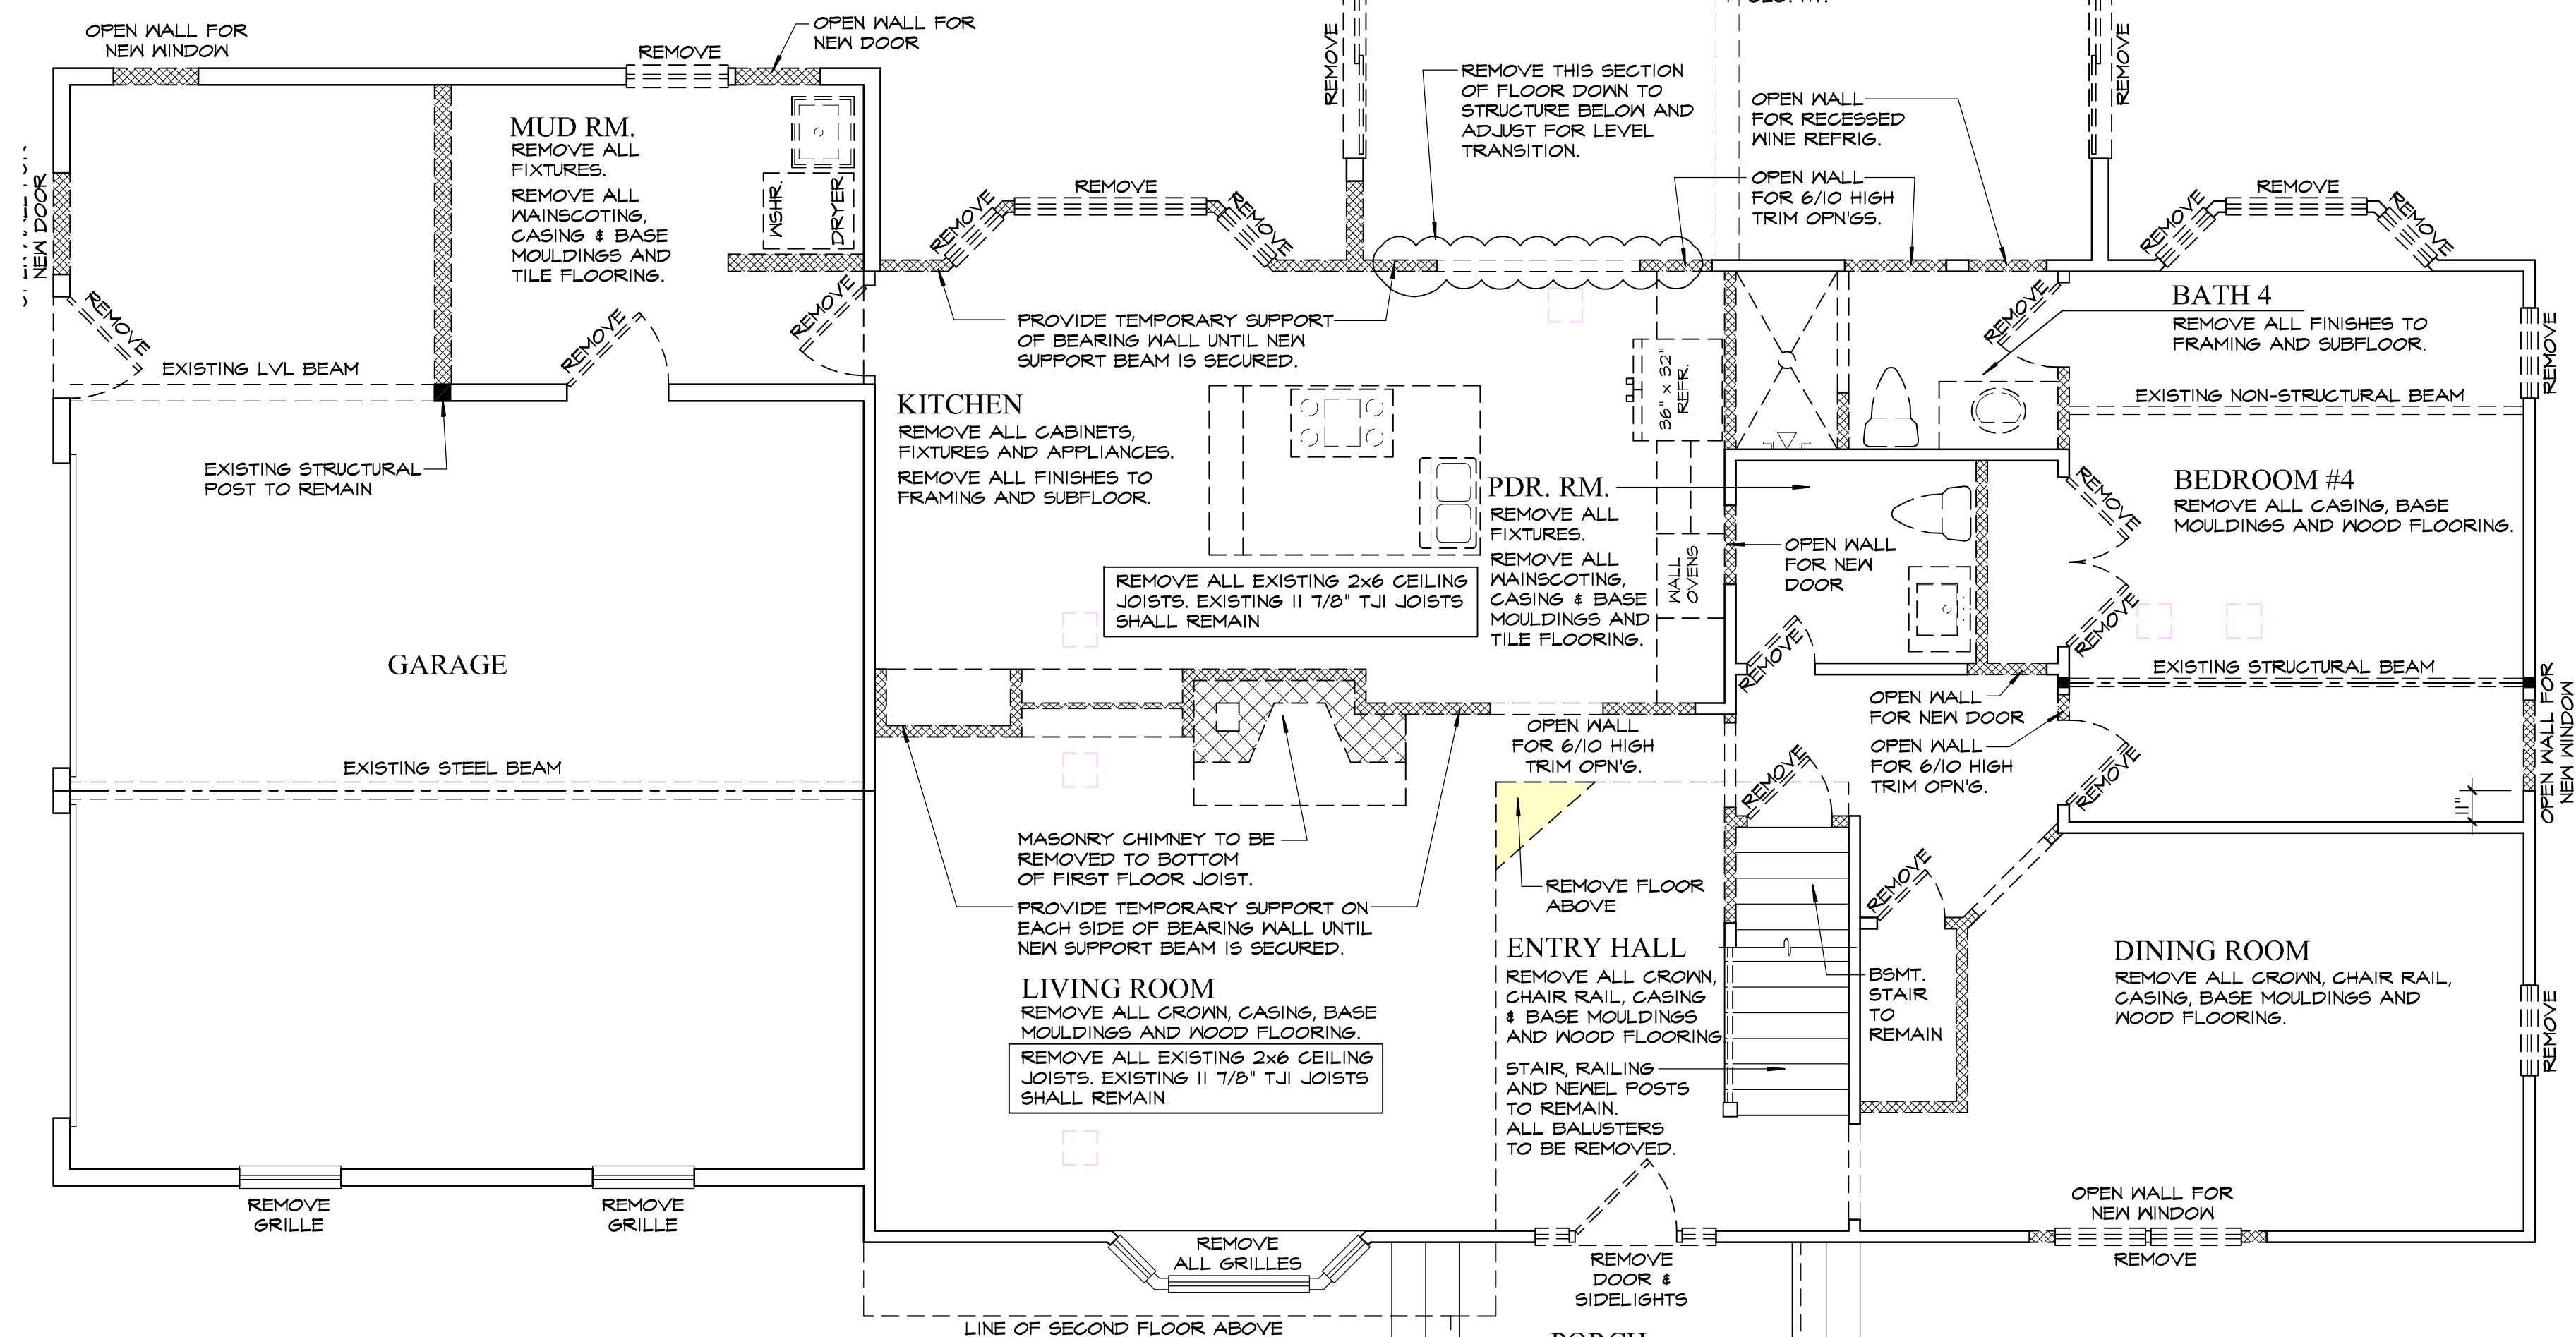 OPEN WALL FOR
NEW WINDOW
REMOVE
OPEN WALL FOR
NEW DOOR
NEW DOOR
REMOVE
MUD RM.
REMOVE ALL
FIXTURES.
REMOVE ALL
WAINSCOTING,
CASING & BASE
MOULDINGS AND
TILE FLOORING.
WSHR.
DRYER
REMOVE
REMOVE
EXISTING LVL BEAM
EXISTING STRUCTURAL
POST TO REMAIN
GARAGE
EXISTING STEEL BEAM
REMOVE
GRILLE
REMOVE
GRILLE
REMOVE
REMOVE
REMOVE
REMOVE
REMOVE THIS SECTION
OF FLOOR DOWN TO
STRUCTURE BELOW AND
ADJUST FOR LEVEL
TRANSITION.
OPEN WALL
FOR RECESSED
WINE REFRIG.
OPEN WALL
FOR 6/10 HIGH
TRIM OPN'GS.
REMOVE
REMOVE
REMOVE
REMOVE
PROVIDE TEMPORARY SUPPORT
OF BEARING WALL UNTIL NEW
SUPPORT BEAM IS SECURED.
KITCHEN
REMOVE ALL CABINETS,
FIXTURES AND APPLIANCES.
REMOVE ALL FINISHES TO
FRAMING AND SUBFLOOR.
36" x 32"
REFR.
REMOVE ALL EXISTING 2x6 CEILING
JOISTS. EXISTING 11 7/8" TJI JOISTS
SHALL REMAIN
PDR. RM.
REMOVE ALL
FIXTURES.
REMOVE ALL
WAINSCOTING,
CASING & BASE
MOULDINGS AND
TILE FLOORING.
WALL
OVENS
OPEN WALL
FOR NEW
DOOR
REMOVE
REMOVE
BATH 4
REMOVE ALL FINISHES TO
FRAMING AND SUBFLOOR.
REMOVE
EXISTING NON-STRUCTURAL BEAM
BEDROOM #4
REMOVE ALL CASING, BASE
MOULDINGS AND WOOD FLOORING.
REMOVE
REMOVE
EXISTING STRUCTURAL BEAM
OPEN WALL
FOR NEW DOOR
OPEN WALL
FOR 6/10 HIGH
TRIM OPN'G.
REMOVE
OPEN WALL FOR
NEW WINDOW
11"
OPEN WALL
FOR 6/10 HIGH
TRIM OPN'G.
REMOVE
MASONRY CHIMNEY TO BE
REMOVED TO BOTTOM
OF FIRST FLOOR JOIST.
PROVIDE TEMPORARY SUPPORT ON
EACH SIDE OF BEARING WALL UNTIL
NEW SUPPORT BEAM IS SECURED.
REMOVE FLOOR
ABOVE
REMOVE
LIVING ROOM
REMOVE ALL CROWN, CASING, BASE
MOULDINGS AND WOOD FLOORING.
REMOVE ALL EXISTING 2x6 CEILING
JOISTS. EXISTING 11 7/8" TJI JOISTS
SHALL REMAIN
ENTRY HALL
REMOVE ALL CROWN,
CHAIR RAIL, CASING
& BASE MOULDINGS
AND WOOD FLOORING
STAIR, RAILING
AND NEWEL POSTS
TO REMAIN.
ALL BALUSTERS
TO BE REMOVED.
BSMT.
STAIR
TO
REMAIN
DINING ROOM
REMOVE ALL CROWN, CHAIR RAIL,
CASING, BASE MOULDINGS AND
WOOD FLOORING.
REMOVE
OPEN WALL FOR
NEW WINDOW
REMOVE
REMOVE
ALL GRILLES
REMOVE
DOOR &
SIDELIGHTS
LINE OF SECOND FLOOR ABOVE
PORCH